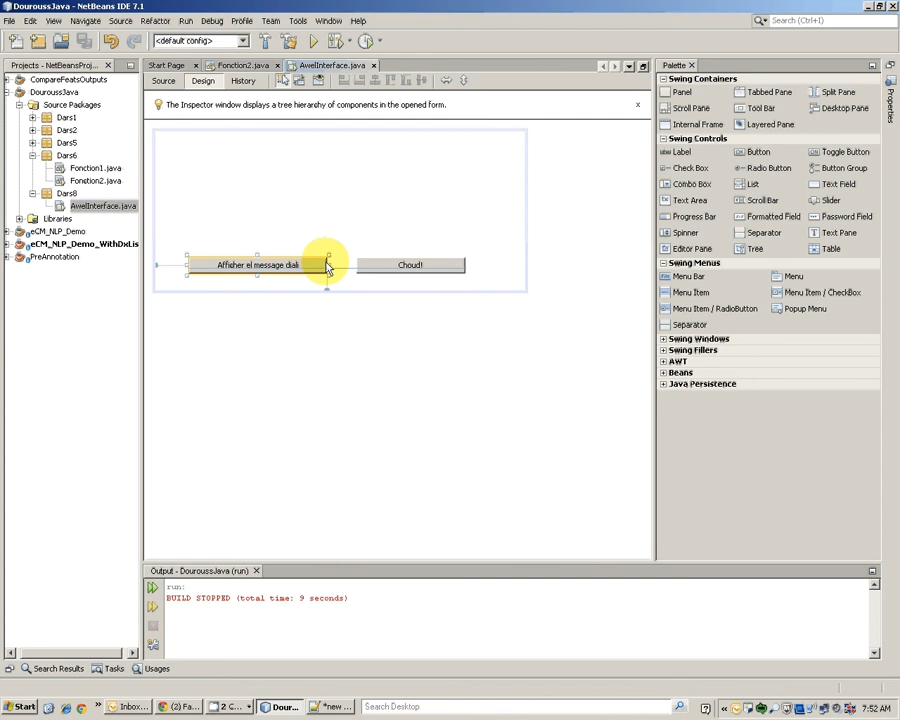 DouroussJava - NetBeans IDE 7.1
File Edit View Navigate Source Refactor Run Debug Profile Team Tools Window Help
<default config>
Search (Ctrl+I)
Projects - NetBeansProj...
CompareFeatsOutputs
DouroussJava
Source Packages
Dars1
Dars2
Dars5
Dars6
Fonction1.java
Fonction2.java
Dars8
AwelInterface.java
Libraries
eCM_NLP_Demo
eCM_NLP_Demo_WithDxLis
PreAnnotation
Start Page Fonction2.java AwelInterface.java
Source Design History
The Inspector window displays a tree hierarchy of components in the opened form. x
Afficher el message diali
Choud!
Palette
Swing Containers
Panel Tabbed Pane Split Pane
Scroll Pane Tool Bar Desktop Pane
Internal Frame Layered Pane
Swing Controls
Label Button Toggle Button
Check Box Radio Button Button Group
Combo Box List Text Field
Text Area Scroll Bar Slider
Progress Bar Formatted Field Password Field
Spinner Separator Text Pane
Editor Pane Tree Table
Swing Menus
Menu Bar Menu
Menu Item Menu Item / CheckBox
Menu Item / RadioButton Popup Menu
Separator
Swing Windows
Swing Fillers
AWT
Beans
Java Persistence
Properties
Output - DouroussJava (run)
run:
BUILD STOPPED (total time: 9 seconds)
Search Results Tasks Usages
Start Inbox... (2) Fa... 2 C... Dour... *new ... Search Desktop 7:52 AM